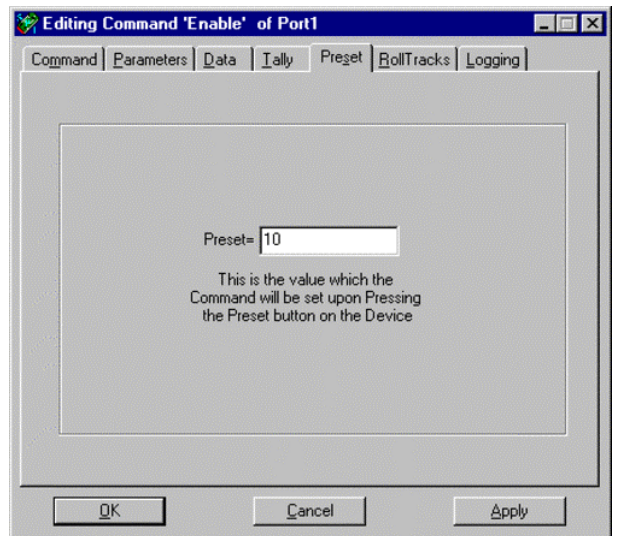 Editing Command 'Enable' of Port1
Command Parameters Data Tally Preset RollTracks Logging
Preset= 10
This is the value which the
Command will be set upon Pressing
the Preset button on the Device
OK Cancel Apply